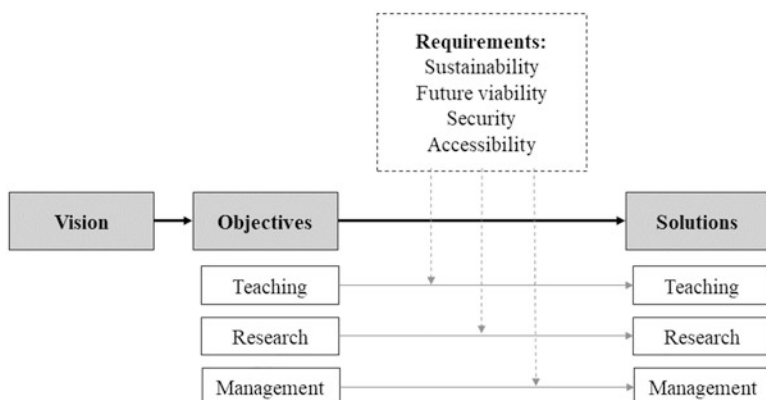 Requirements:
Sustainability
Future viability
Security
Accessibility
Vision
Objectives
Solutions
Teaching
Teaching
Research
Research
Management
Management